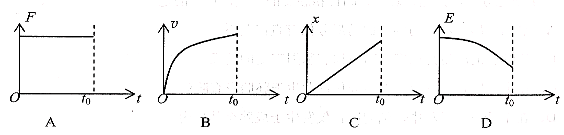 F v x E
O t₀ t O t₀ t O t₀ t O t₀ t
A B C D